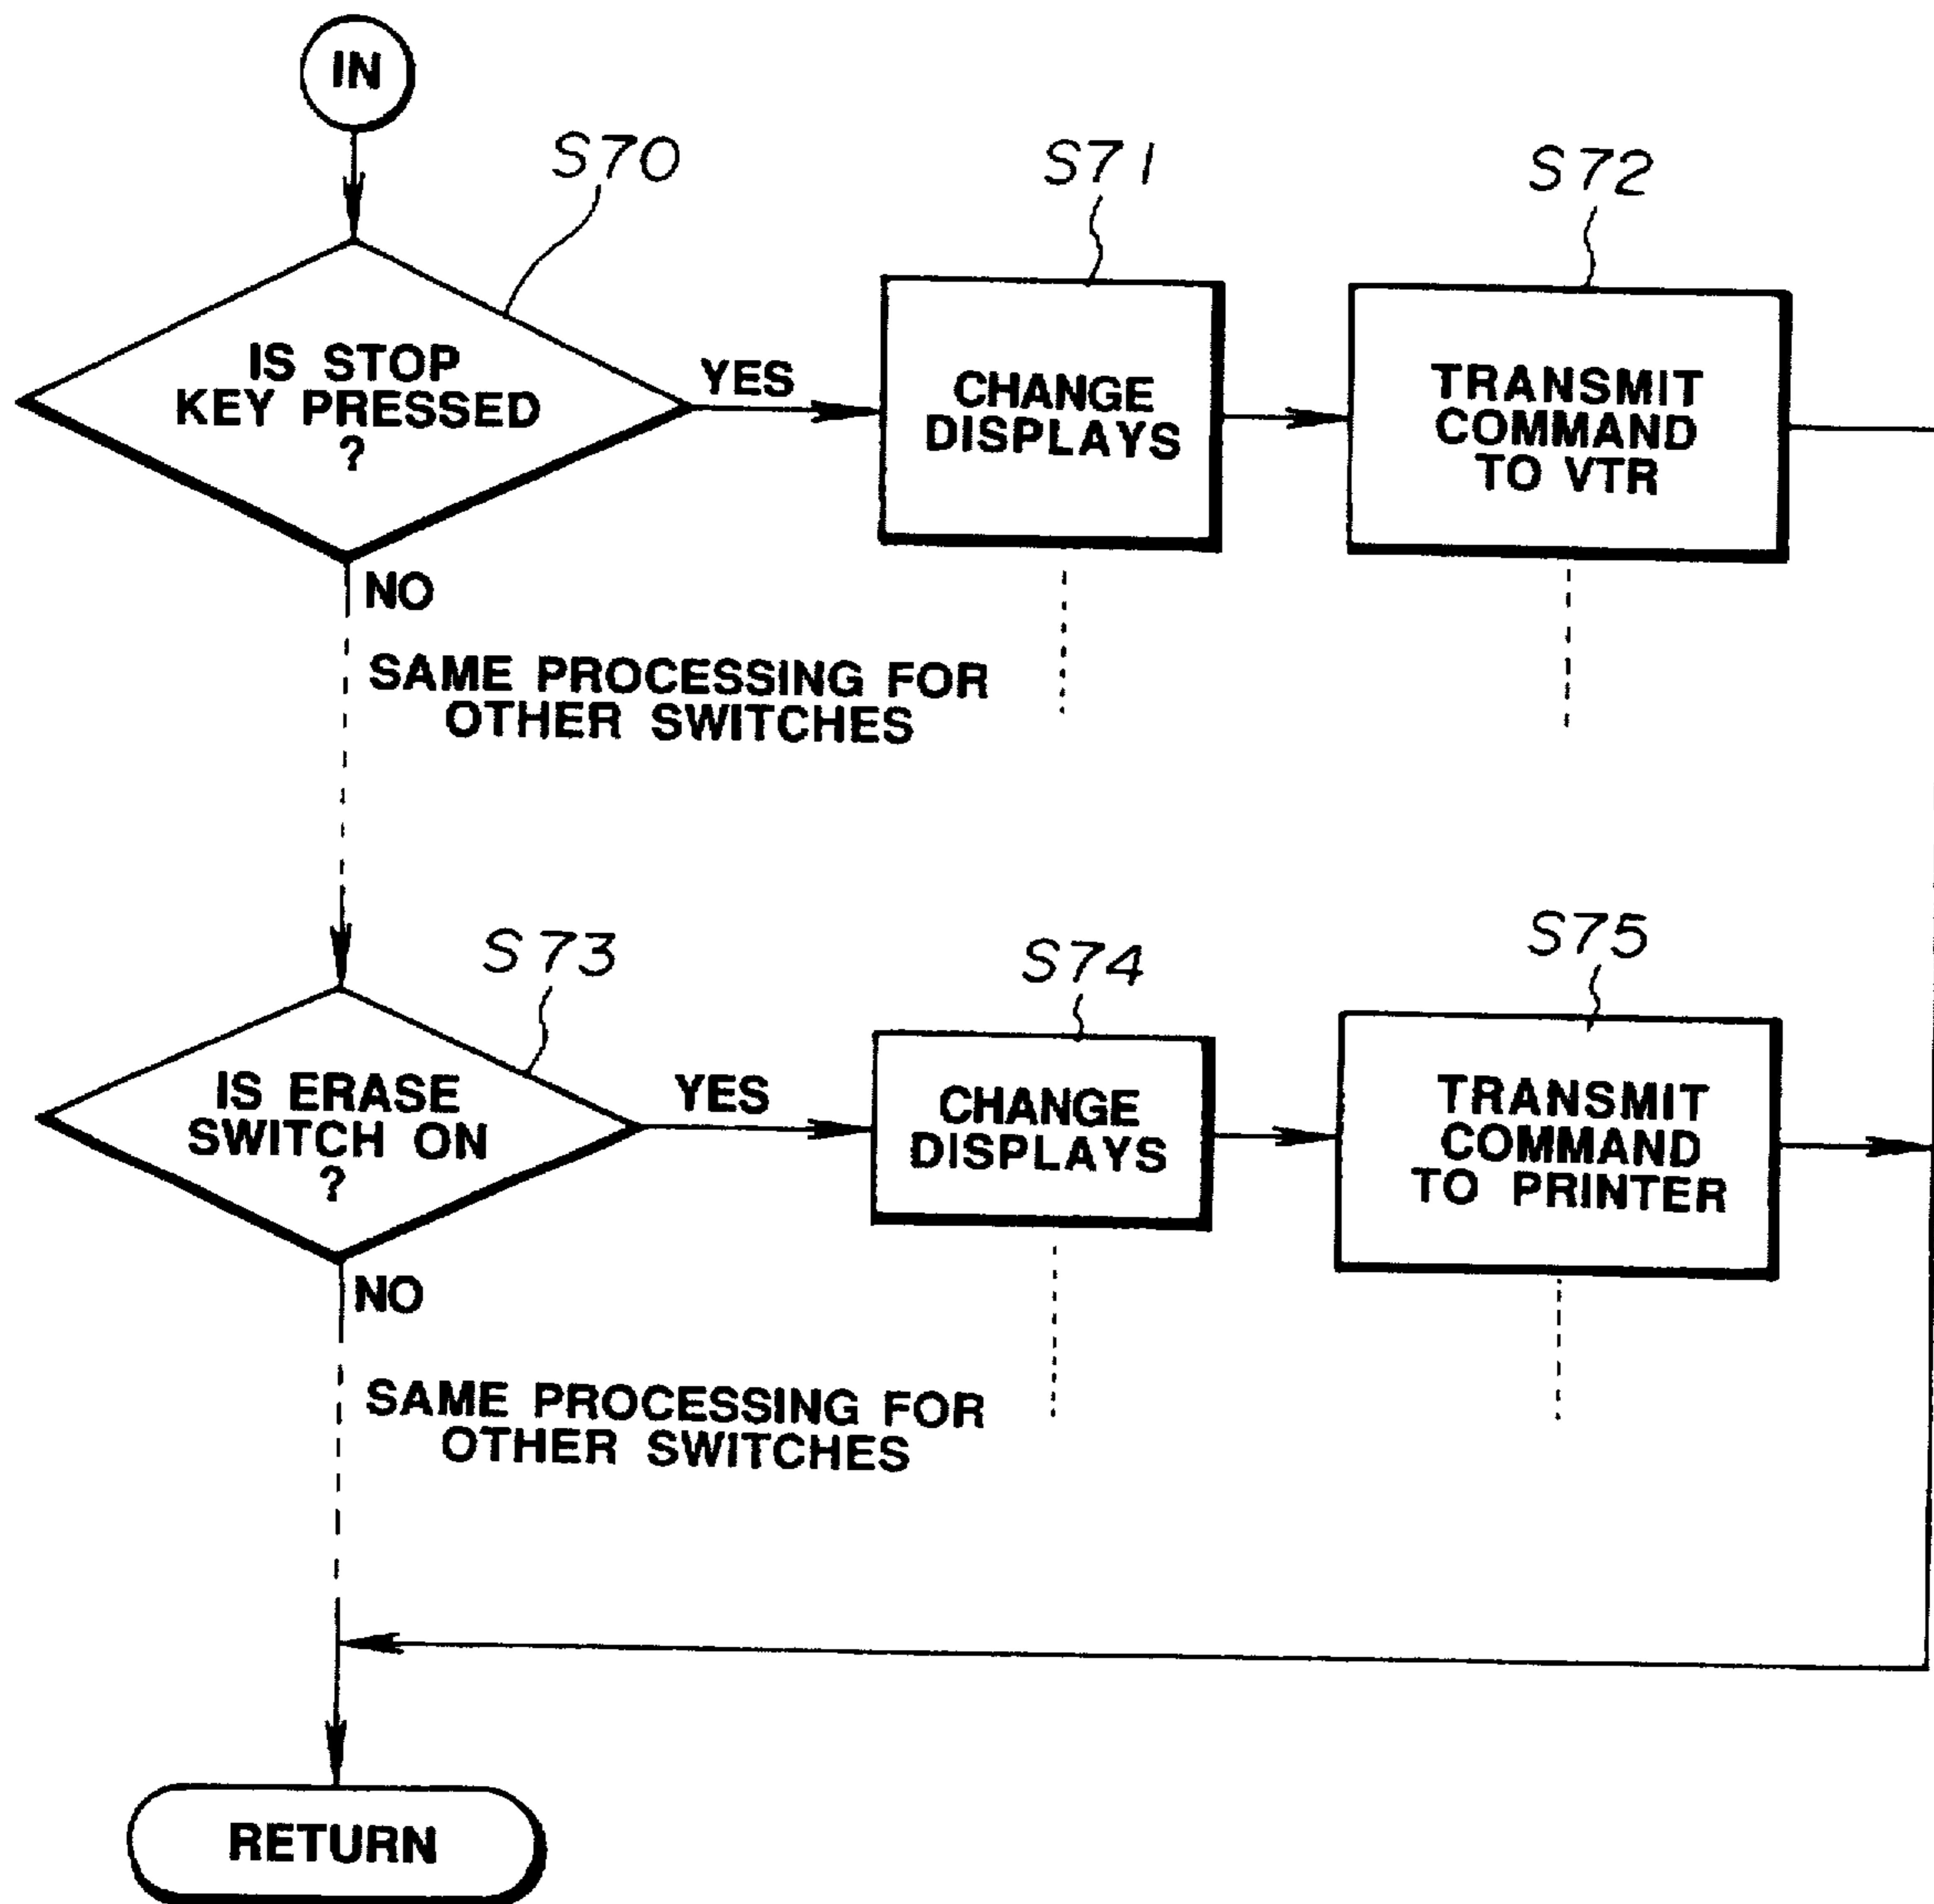 IN
S70
S71
S72
IS STOP
KEY PRESSED
?
YES
CHANGE
DISPLAYS
TRANSMIT
COMMAND
TO VTR
NO
SAME PROCESSING FOR
OTHER SWITCHES
S73
S74
S75
IS ERASE
SWITCH ON
?
YES
CHANGE
DISPLAYS
TRANSMIT
COMMAND
TO PRINTER
NO
SAME PROCESSING FOR
OTHER SWITCHES
RETURN